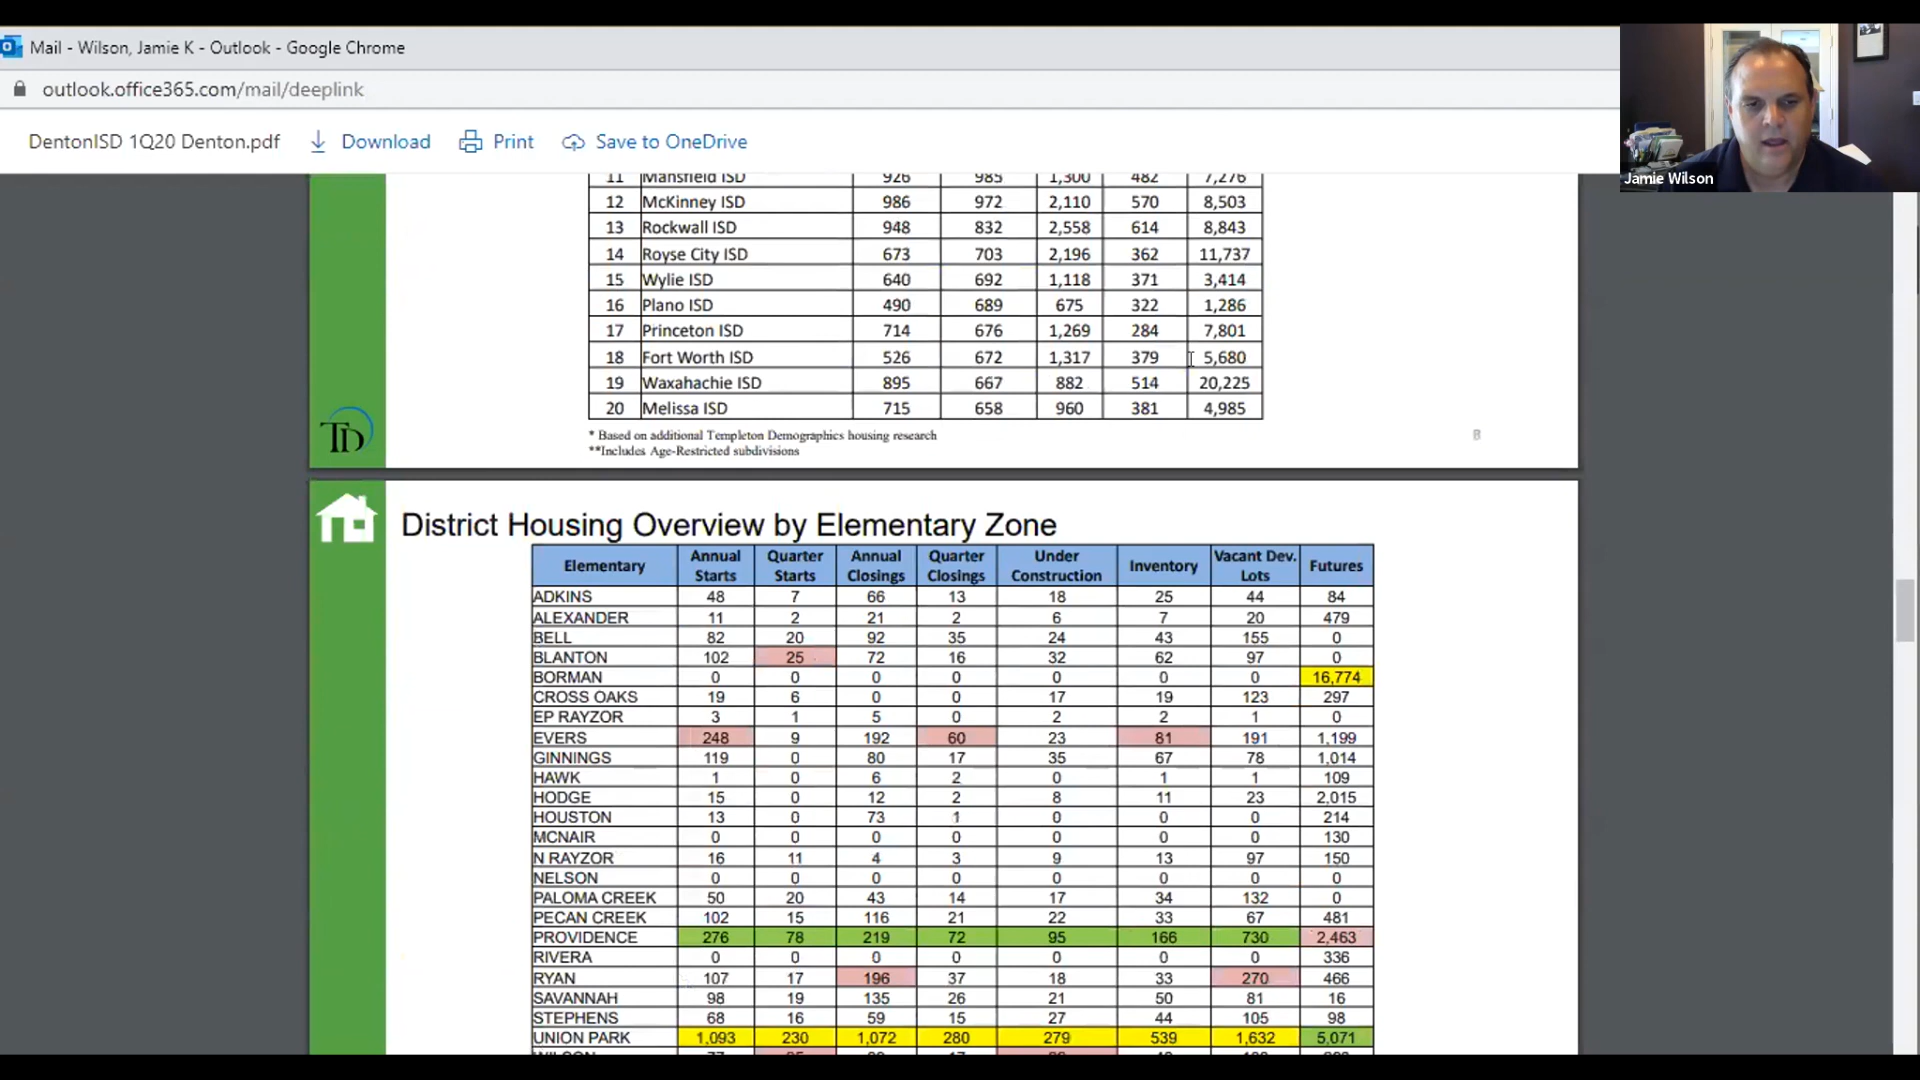 Mail - Wilson, Jamie K - Outlook - Google Chrome
outlook.office365.com/mail/deeplink
DentonISD 1Q20 Denton.pdf Download Print Save to OneDrive
Jamie Wilson
11 Mansfield ISD 926 985 1,300 482 7,276
12 McKinney ISD 986 972 2,110 570 8,503
13 Rockwall ISD 948 832 2,558 614 8,843
14 Royse City ISD 673 703 2,196 362 11,737
15 Wylie ISD 640 692 1,118 371 3,414
16 Plano ISD 490 689 675 322 1,286
17 Princeton ISD 714 676 1,269 284 7,801
18 Fort Worth ISD 526 672 1,317 379 5,680
19 Waxahachie ISD 895 667 882 514 20,225
20 Melissa ISD 715 658 960 381 4,985
TD
* Based on additional Templeton Demographics housing research
**Includes Age-Restricted subdivisions
8
District Housing Overview by Elementary Zone
Elementary Annual Starts Quarter Starts Annual Closings Quarter Closings Under Construction Inventory Vacant Dev. Lots Futures
ADKINS 48 7 66 13 18 25 44 84
ALEXANDER 11 2 21 2 6 7 20 479
BELL 82 20 92 35 24 43 155 0
BLANTON 102 25 72 16 32 62 97 0
BORMAN 0 0 0 0 0 0 0 16,774
CROSS OAKS 19 6 0 0 17 19 123 297
EP RAYZOR 3 1 5 0 2 2 1 0
EVERS 248 9 192 60 23 81 191 1,199
GINNINGS 119 0 80 17 35 67 78 1,014
HAWK 1 0 6 2 0 1 1 109
HODGE 15 0 12 2 8 11 23 2,015
HOUSTON 13 0 73 1 0 0 0 214
MCNAIR 0 0 0 0 0 0 0 130
N RAYZOR 16 11 4 3 9 13 97 150
NELSON 0 0 0 0 0 0 0 0
PALOMA CREEK 50 20 43 14 17 34 132 0
PECAN CREEK 102 15 116 21 22 33 67 481
PROVIDENCE 276 78 219 72 95 166 730 2,463
RIVERA 0 0 0 0 0 0 0 336
RYAN 107 17 196 37 18 33 270 466
SAVANNAH 98 19 135 26 21 50 81 16
STEPHENS 68 16 59 15 27 44 105 98
UNION PARK 1,093 230 1,072 280 279 539 1,632 5,071